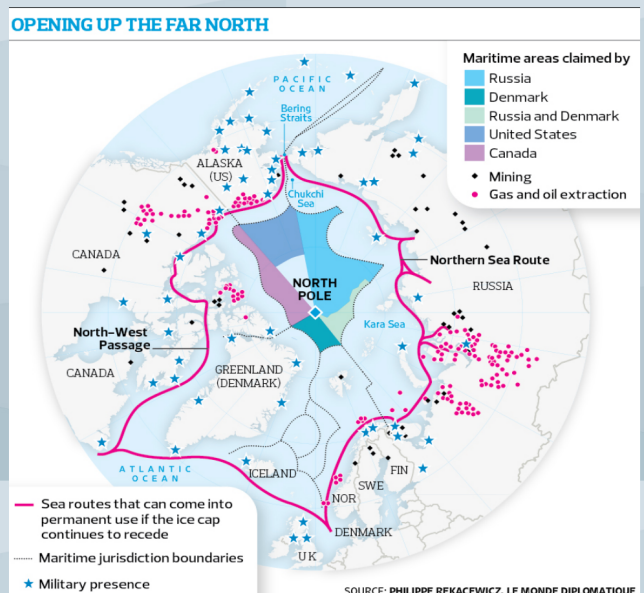 OPENING UP THE FAR NORTH
Maritime areas claimed by
Russia
Denmark
Russia and Denmark
United States
Canada
Mining
Gas and oil extraction
PACIFIC
OCEAN
Bering
Straits
ALASKA
(US)
Chukchi
Sea
CANADA
Northern Sea Route
NORTH
POLE
RUSSIA
Kara Sea
North–West
Passage
CANADA
GREENLAND
(DENMARK)
ATLANTIC
OCEAN
ICELAND
FIN
SWE
NOR
DENMARK
UK
Sea routes that can come into
permanent use if the ice cap
continues to recede
Maritime jurisdiction boundaries
Military presence
SOURCE: PHILIPPE REKACEWICZ, LE MONDE DIPLOMATIQUE